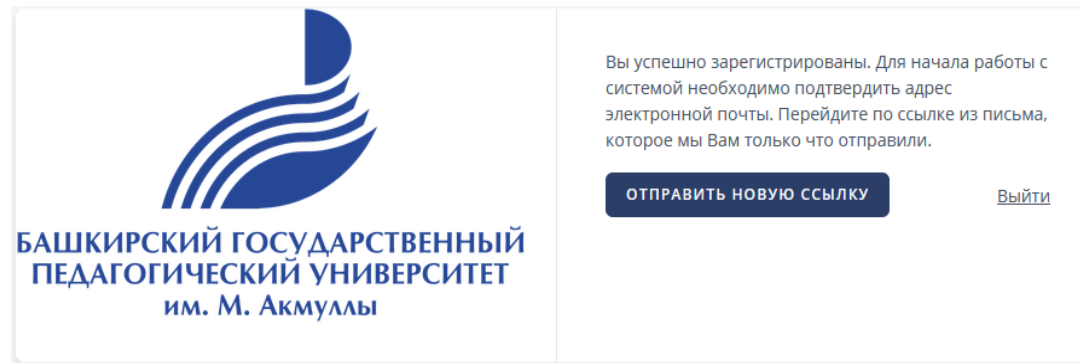 БАШКИРСКИЙ ГОСУДАРСТВЕННЫЙ
ПЕДАГОГИЧЕСКИЙ УНИВЕРСИТЕТ
им. М. Акмуллы
Вы успешно зарегистрированы. Для начала работы с
системой необходимо подтвердить адрес
электронной почты. Перейдите по ссылке из письма,
которое мы Вам только что отправили.
ОТПРАВИТЬ НОВУЮ ССЫЛКУ
Выйти